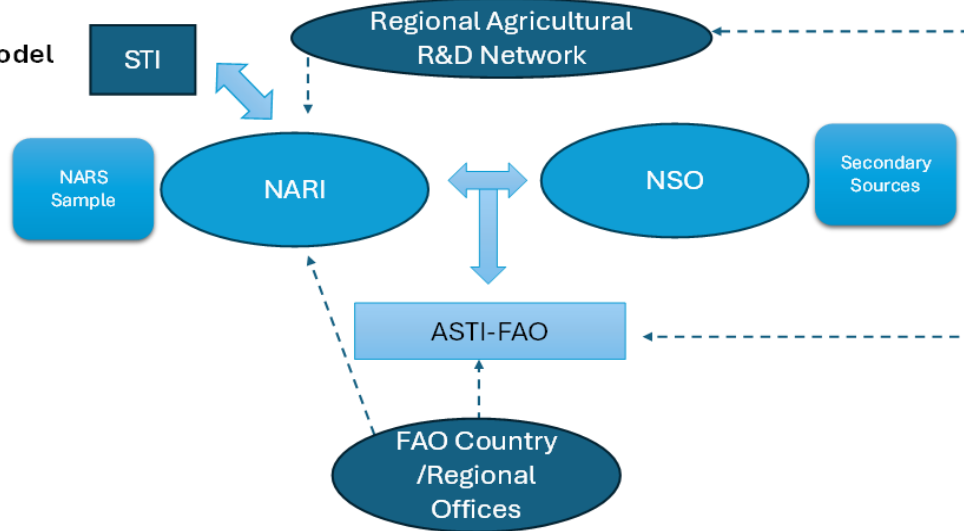 Regional Agricultural
R&D Network
odel
STI
NARS
Sample
NARI
NSO
Secondary
Sources
ASTI-FAO
FAO Country
/Regional
Offices